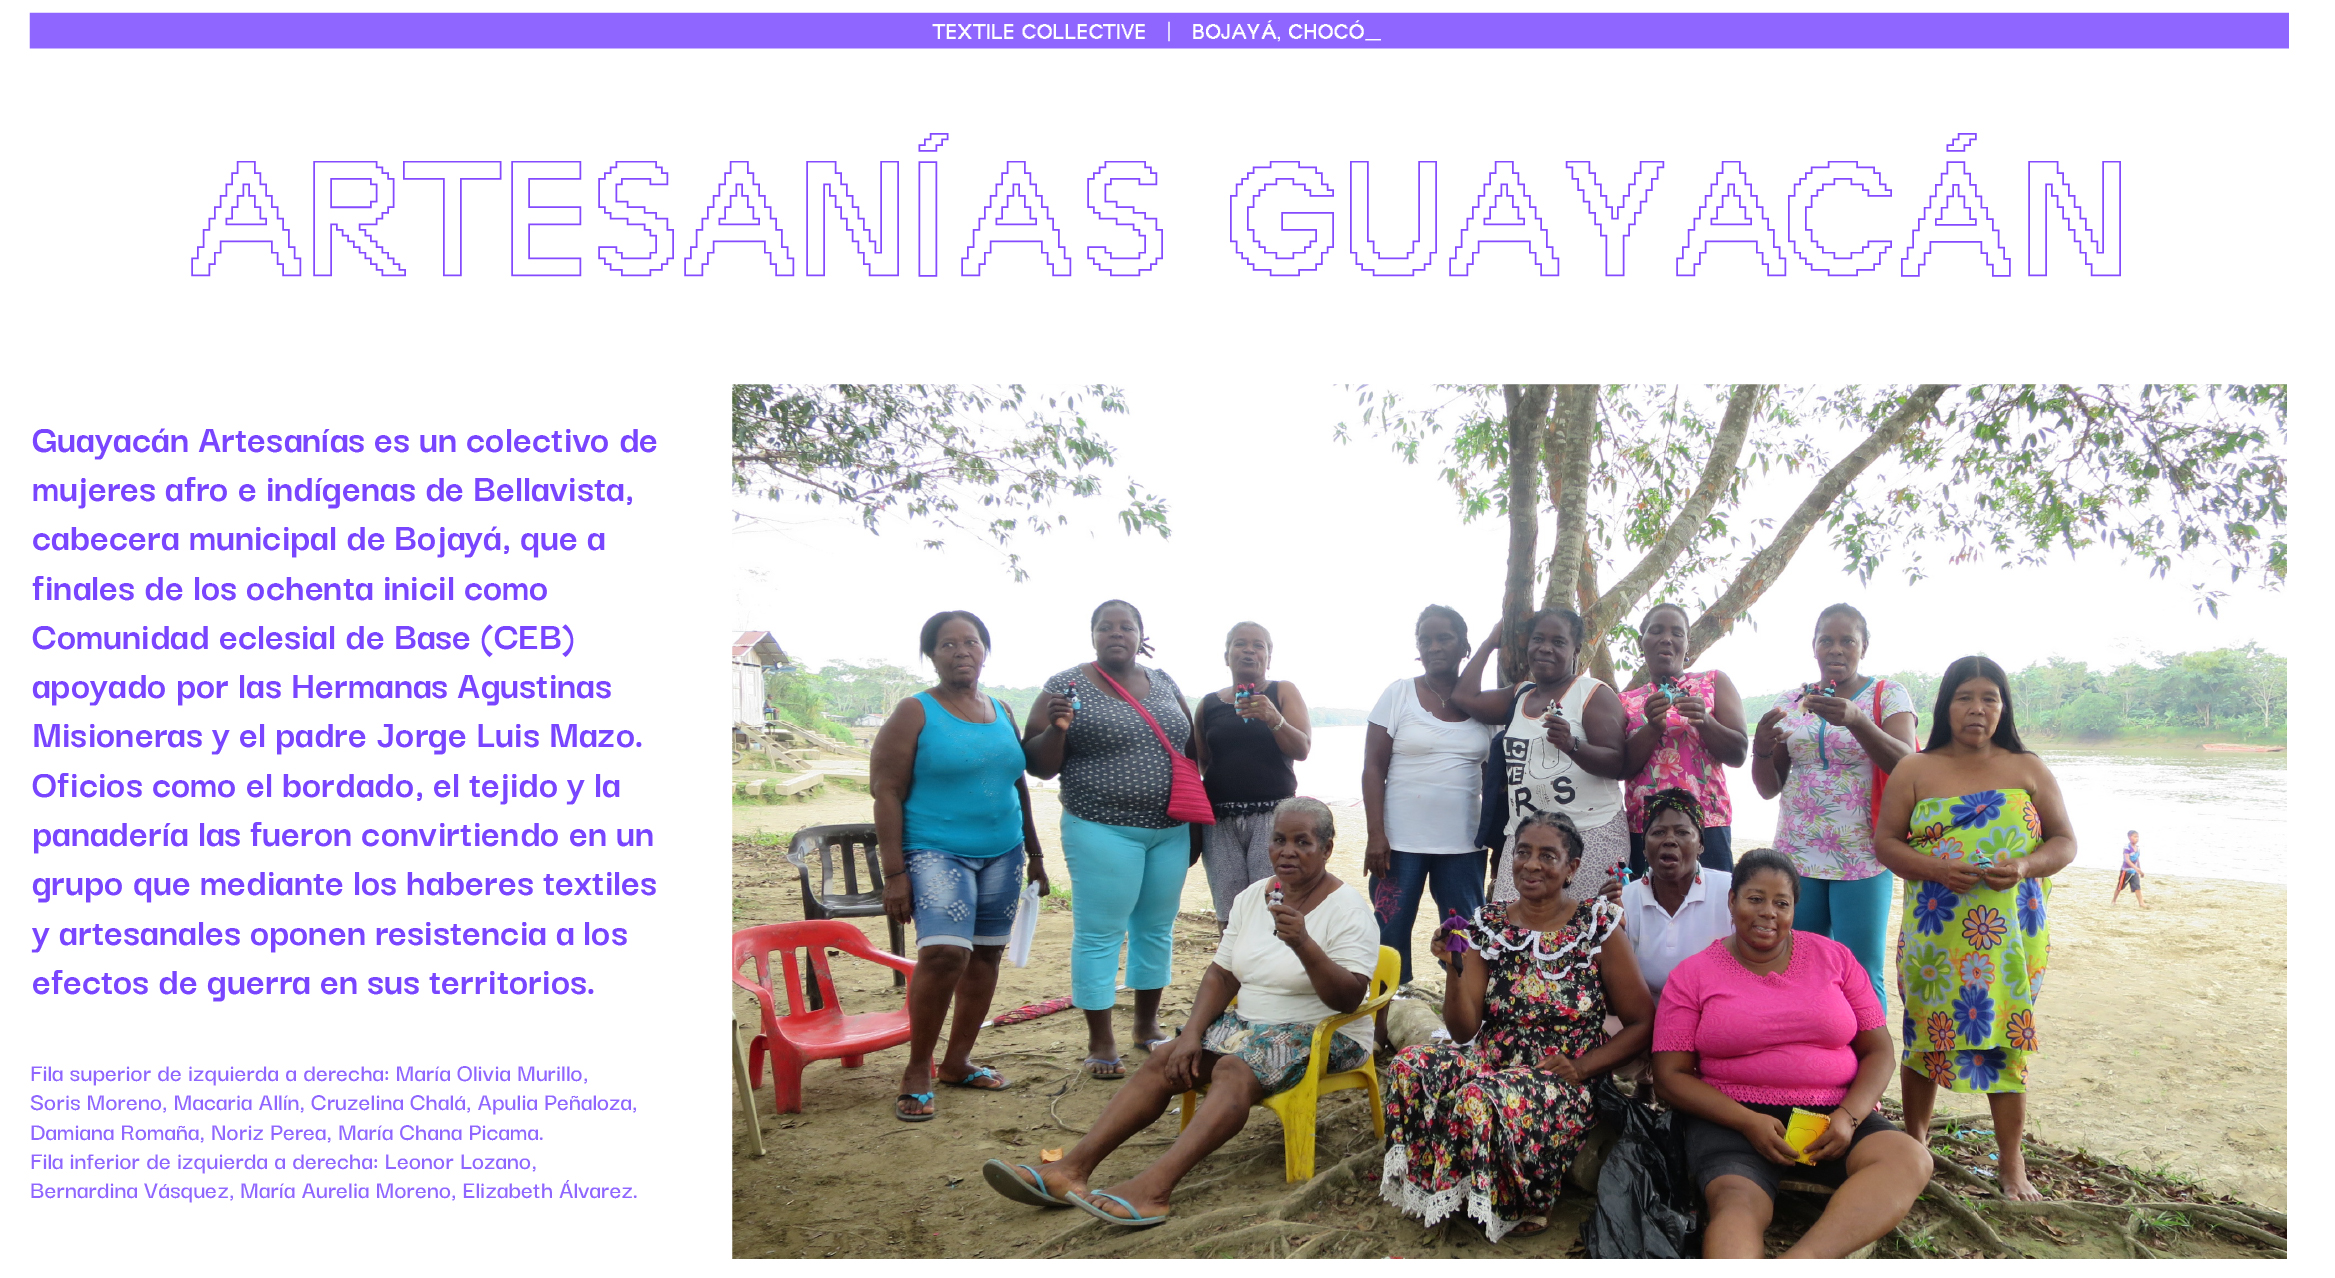 TEXTILE COLLECTIVE | BOJAYÁ, CHOCÓ_
ARTESANÍAS GUAYACÁN
Guayacán Artesanías es un colectivo de
mujeres afro e indígenas de Bellavista,
cabecera municipal de Bojayá, que a
finales de los ochenta inicil como
Comunidad eclesial de Base (CEB)
apoyado por las Hermanas Agustinas
Misioneras y el padre Jorge Luis Mazo.
Oficios como el bordado, el tejido y la
panadería las fueron convirtiendo en un
grupo que mediante los haberes textiles
y artesanales oponen resistencia a los
efectos de guerra en sus territorios.
Fila superior de izquierda a derecha: María Olivia Murillo,
Soris Moreno, Macaria Allín, Cruzelina Chalá, Apulia Peñaloza,
Damiana Romaña, Noriz Perea, María Chana Picama.
Fila inferior de izquierda a derecha: Leonor Lozano,
Bernardina Vásquez, María Aurelia Moreno, Elizabeth Álvarez.